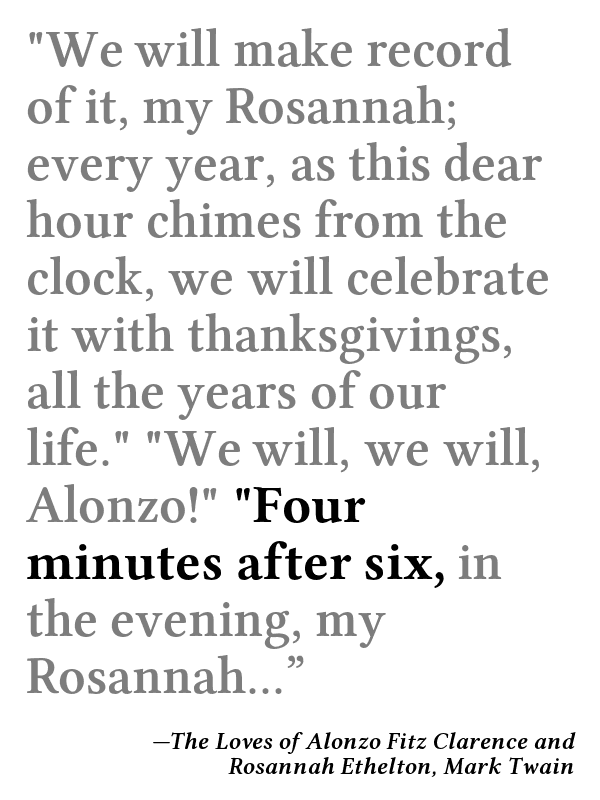 "We will make record
of it, my Rosannah;
every year, as this dear
hour chimes from the
clock, we will celebrate
it with thanksgivings,
all the years of our
life." "We will, we will,
Alonzo!" "Four
minutes after six, in
the evening, my
Rosannah...”
—The Loves of Alonzo Fitz Clarence and
Rosannah Ethelton, Mark Twain